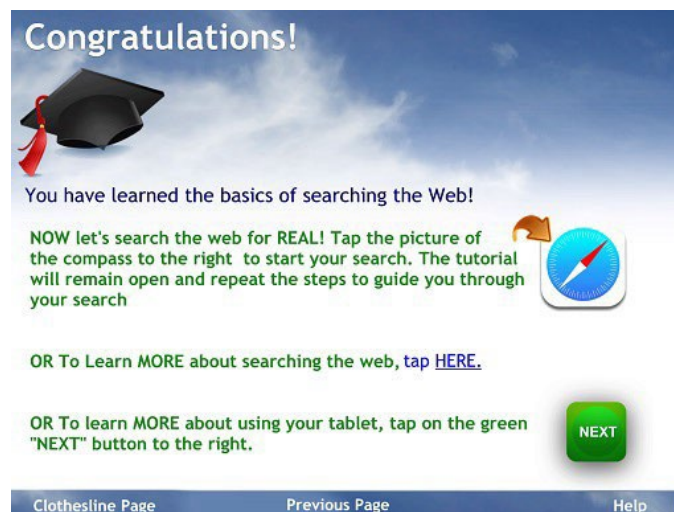 Congratulations!
You have learned the basics of searching the Web!
NOW let's search the web for REAL! Tap the picture of
the compass to the right to start your search. The tutorial
will remain open and repeat the steps to guide you through
your search
OR To Learn MORE about searching the web, tap HERE.
OR To learn MORE about using your tablet, tap on the green
"NEXT" button to the right.
NEXT
Clothesline Page Previous Page Help